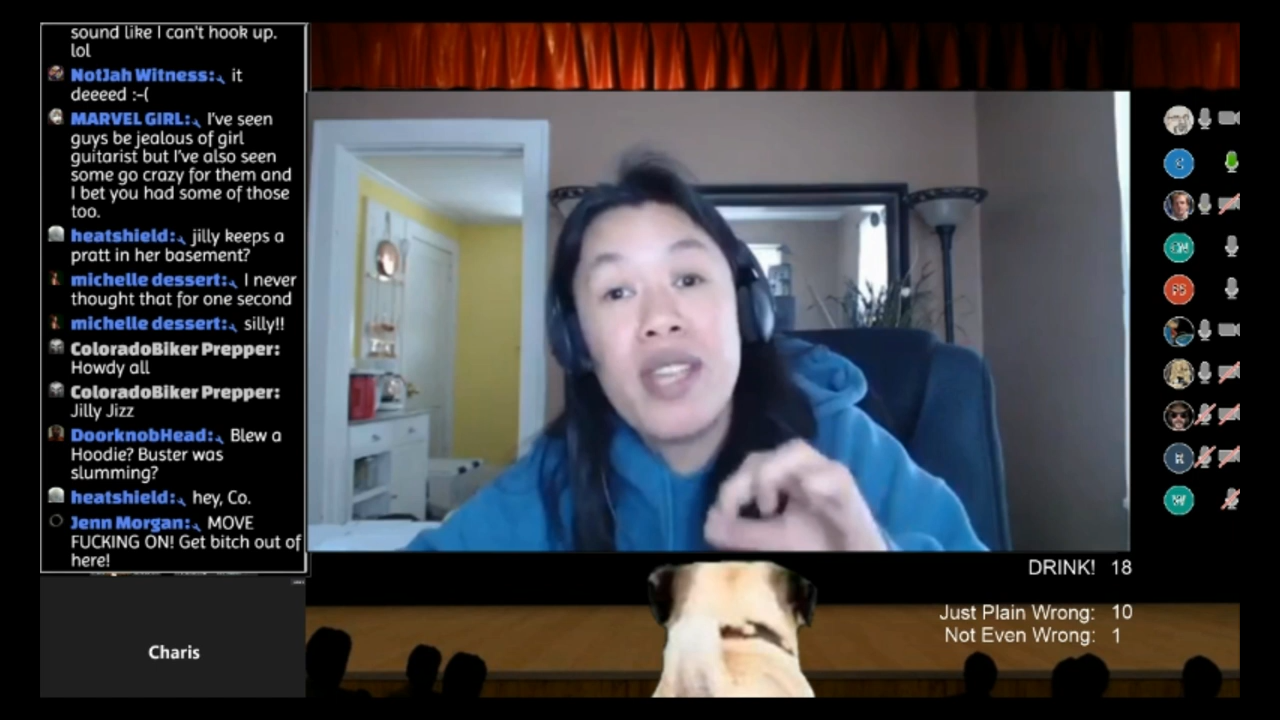 sound like I can't hook up.
lol
NotJah Witness: it
deeeed :-(
MARVEL GIRL: I've seen
guys be jealous of girl
guitarist but I've also seen
some go crazy for them and
I bet you had some of those
too.
heatshield: jilly keeps a
pratt in her basement?
michelle dessert: I never
thought that for one second
michelle dessert: silly!!
ColoradoBiker Prepper:
Howdy all
ColoradoBiker Prepper:
Jilly Jizz
DoorknobHead: Blew a
Hoodie? Buster was
slumming?
heatshield: hey, Co.
Jenn Morgan: MOVE
FUCKING ON! Get bitch out of
here!
Charis
DRINK! 18
Just Plain Wrong: 10
Not Even Wrong: 1